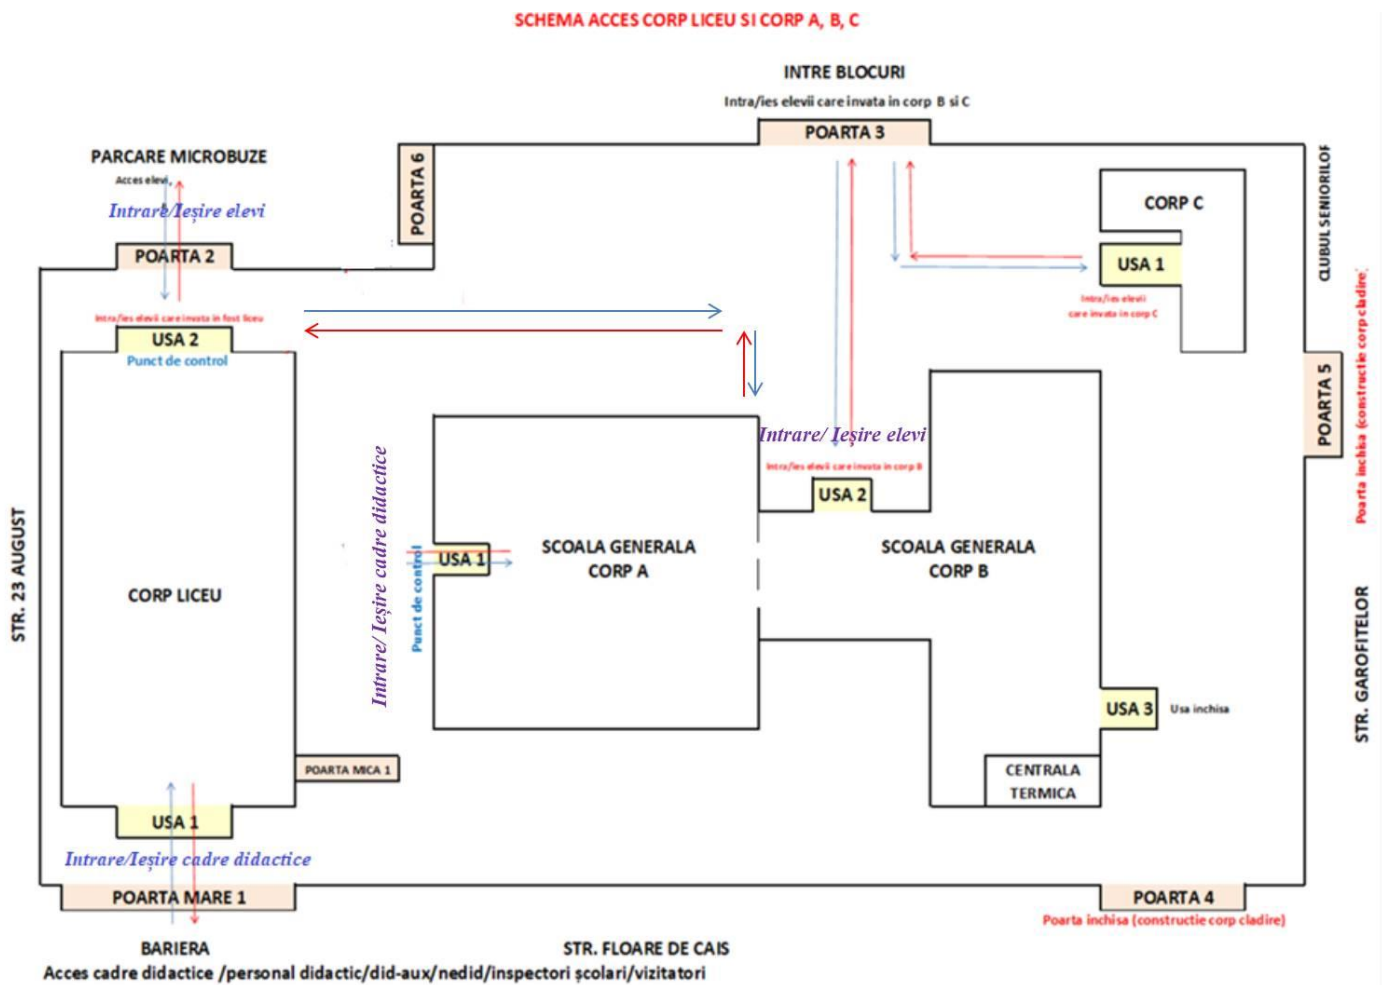 SCHEMA ACCES CORP LICEU SI CORP A, B, C
INTRE BLOCURI
Intra/ies elevii care invata in corp B si C
POARTA 3
PARCARE MICROBUZE
Acces elevi,
Intrare/Ieșire elevi
POARTA 2
POARTA 6
CORP C
USA 1
Intra/ies elevii
care invata in corp C
CLUBUL SENIORILOR
Intra/ies elevii care invata in fost liceu
USA 2
Punct de control
POARTA 5
Poarta inchisa (constructie corp cladire)
Intrare/ Ieșire elevi
Intra/ies elevii care invata in corp B
USA 2
STR. 23 AUGUST
CORP LICEU
Intrare/ Ieșire cadre didactice
Punct de control
USA 1
SCOALA GENERALA
CORP A
SCOALA GENERALA
CORP B
STR. GAROFITELOR
USA 3
Usa inchisa
POARTA MICA 1
CENTRALA
TERMICA
USA 1
Intrare/Ieșire cadre didactice
POARTA MARE 1
POARTA 4
Poarta inchisa (constructie corp cladire)
BARIERA
STR. FLOARE DE CAIS
Acces cadre didactice /personal didactic/did-aux/nedid/inspectori școlari/vizitatori